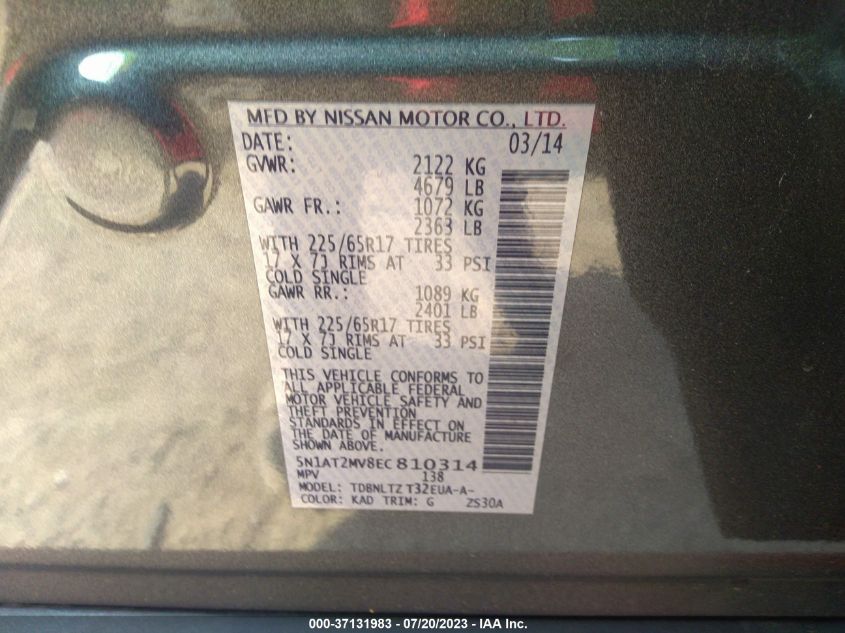 MFD BY NISSAN MOTOR CO., LTD.
DATE: 03/14
GVWR: 2122 KG
4679 LB
GAWR FR.: 1072 KG
2363 LB
WITH 225/65R17 TIRES
17 X 7J RIMS AT 33 PSI
COLD SINGLE
GAWR RR.: 1089 KG
2401 LB
WITH 225/65R17 TIRES
17 X 7J RIMS AT 33 PSI
COLD SINGLE
THIS VEHICLE CONFORMS TO
ALL APPLICABLE FEDERAL
MOTOR VEHICLE SAFETY AND
THEFT PREVENTION
STANDARDS IN EFFECT ON
THE DATE OF MANUFACTURE
SHOWN ABOVE.
5N1AT2MV8EC810314
MPV 138
MODEL: TDBNLTZ T32EUA-A-
COLOR: KAD TRIM: G ZS30A
000-37131983 - 07/20/2023 - IAA Inc.